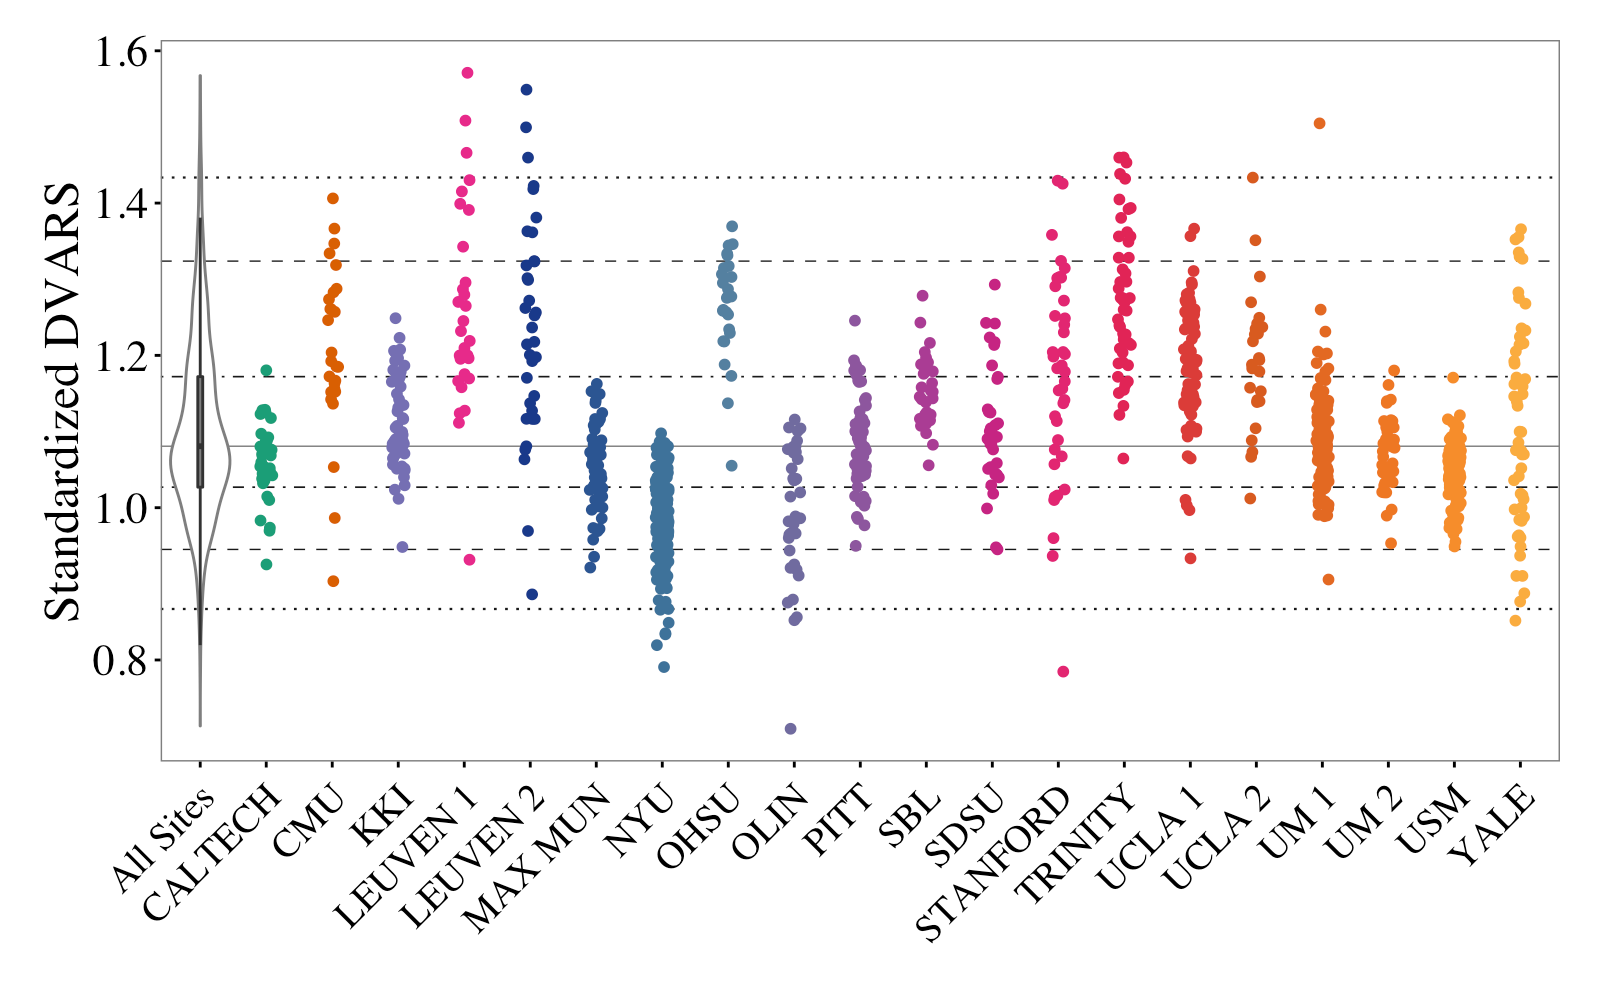 Standardized DVARS
1.6
1.4
1.2
1.0
0.8
All Sites
CALTECH
CMU
KKI
LEUVEN 1
LEUVEN 2
MAX MUN
NYU
OHSU
OLIN
PITT
SBL
SDSU
STANFORD
TRINITY
UCLA 1
UCLA 2
UM 1
UM 2
USM
YALE